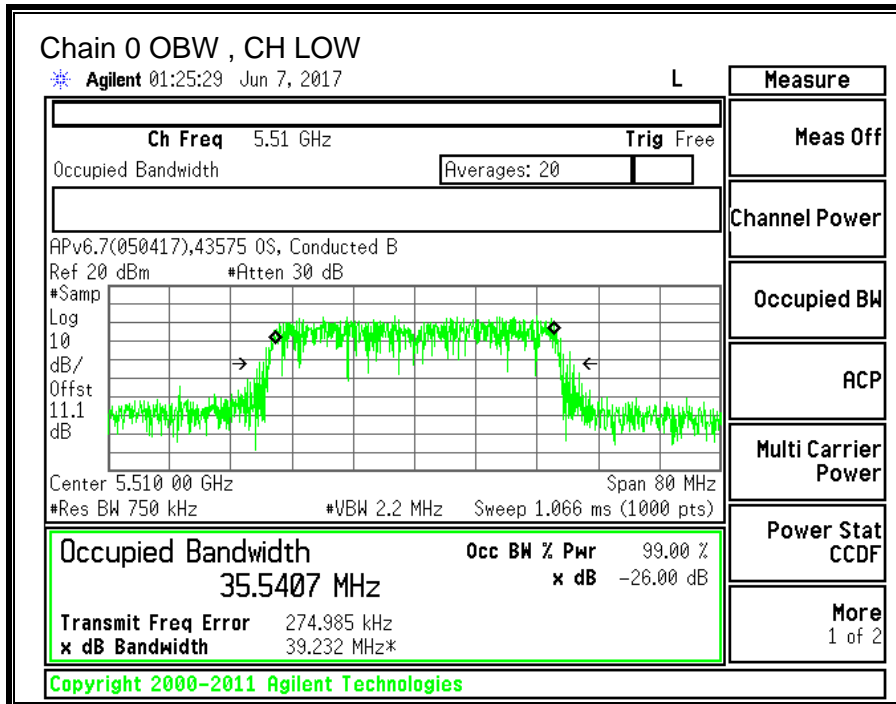 Chain 0 OBW , CH LOW
Agilent 01:25:29 Jun 7, 2017 L
Measure
Ch Freq 5.51 GHz Trig Free
Meas Off
Occupied Bandwidth Averages: 20
Channel Power
APv6.7(050417),43575 OS, Conducted B
Ref 20 dBm #Atten 30 dB
#Samp
Log
10
dB/
Offst
11.1
dB
Occupied BW
ACP
Center 5.510 00 GHz Span 80 MHz
#Res BW 750 kHz #VBW 2.2 MHz Sweep 1.066 ms (1000 pts)
Multi Carrier
Power
Occupied Bandwidth Occ BW % Pwr 99.00 %
35.5407 MHz x dB -26.00 dB
Power Stat
CCDF
Transmit Freq Error 274.985 kHz
x dB Bandwidth 39.232 MHz*
More
1 of 2
Copyright 2000-2011 Agilent Technologies